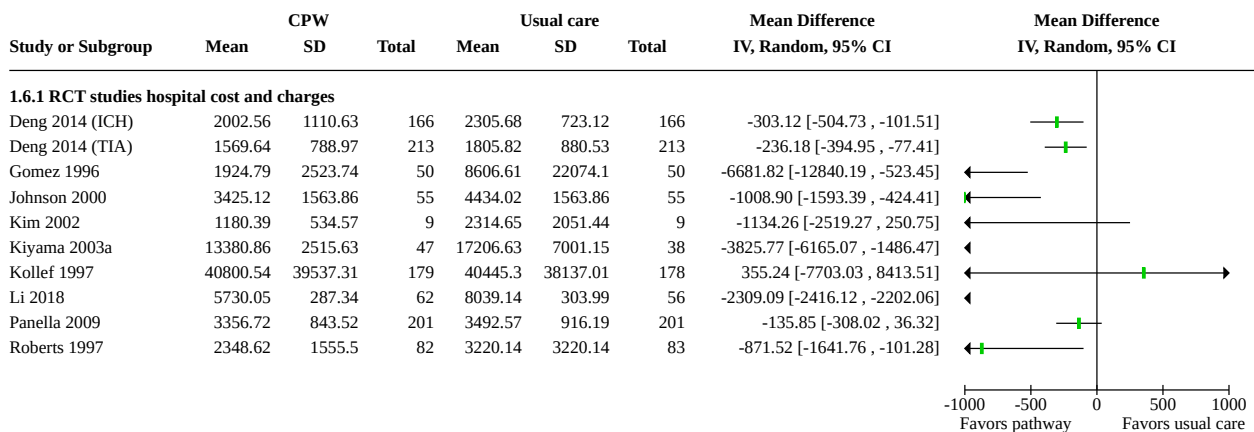 CPW Usual care Mean Difference Mean Difference
Study or Subgroup Mean SD Total Mean SD Total IV, Random, 95% CI IV, Random, 95% CI
1.6.1 RCT studies hospital cost and charges
Deng 2014 (ICH) 2002.56 1110.63 166 2305.68 723.12 166 -303.12 [-504.73 , -101.51]
Deng 2014 (TIA) 1569.64 788.97 213 1805.82 880.53 213 -236.18 [-394.95 , -77.41]
Gomez 1996 1924.79 2523.74 50 8606.61 22074.1 50 -6681.82 [-12840.19 , -523.45]
Johnson 2000 3425.12 1563.86 55 4434.02 1563.86 55 -1008.90 [-1593.39 , -424.41]
Kim 2002 1180.39 534.57 9 2314.65 2051.44 9 -1134.26 [-2519.27 , 250.75]
Kiyama 2003a 13380.86 2515.63 47 17206.63 7001.15 38 -3825.77 [-6165.07 , -1486.47]
Kollef 1997 40800.54 39537.31 179 40445.3 38137.01 178 355.24 [-7703.03 , 8413.51]
Li 2018 5730.05 287.34 62 8039.14 303.99 56 -2309.09 [-2416.12 , -2202.06]
Panella 2009 3356.72 843.52 201 3492.57 916.19 201 -135.85 [-308.02 , 36.32]
Roberts 1997 2348.62 1555.5 82 3220.14 3220.14 83 -871.52 [-1641.76 , -101.28]
-1000 -500 0 500 1000
Favors pathway Favors usual care